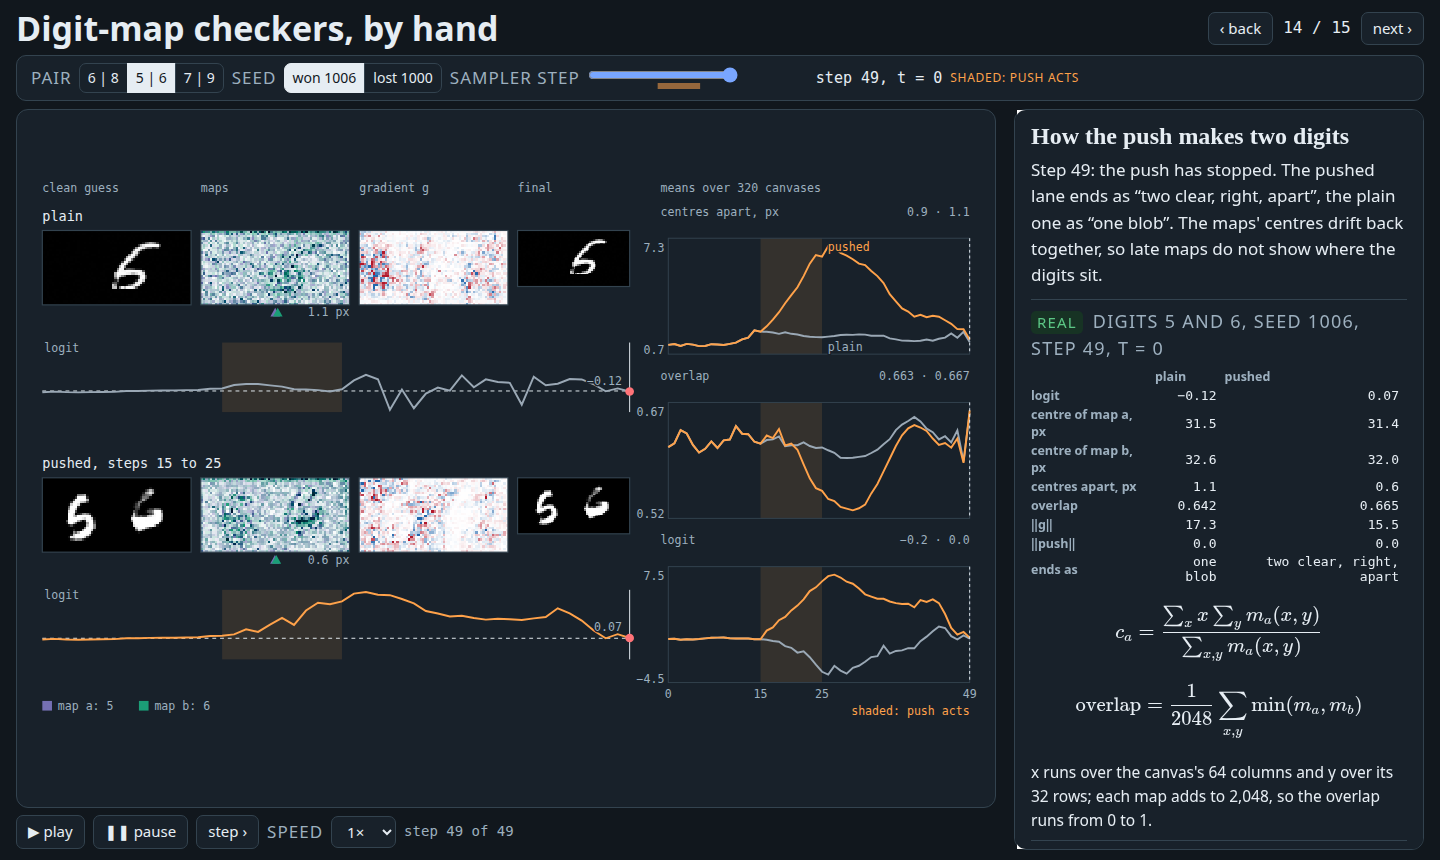 Digit-map checkers, by hand
‹ back 14 / 15 next ›
PAIR 6 | 8 5 | 6 7 | 9 SEED won 1006 lost 1000 SAMPLER STEP step 49, t = 0 SHADED: PUSH ACTS
clean guess maps gradient g final means over 320 canvases
plain
centres apart, px 0.9 · 1.1
7.3
pushed
1.1 px
logit
plain
0.7
−0.12
overlap 0.663 · 0.667
0.67
pushed, steps 15 to 25
0.52
logit −0.2 · 0.0
0.6 px
7.5
logit
0.07
−4.5
0 15 25 49
shaded: push acts
map a: 5 map b: 6
▶ play ❚❚ pause step › SPEED 1× step 49 of 49
How the push makes two digits
Step 49: the push has stopped. The pushed
lane ends as “two clear, right, apart”, the plain
one as “one blob”. The maps' centres drift back
together, so late maps do not show where the
digits sit.
REAL DIGITS 5 AND 6, SEED 1006,
STEP 49, T = 0
plain pushed
logit −0.12 0.07
centre of map a, px 31.5 31.4
centre of map b, px 32.6 32.0
centres apart, px 1.1 0.6
overlap 0.642 0.665
||g|| 17.3 15.5
||push|| 0.0 0.0
ends as one blob two clear, right, apart
c_a = ∑_x x ∑_y m_a(x, y) / ∑_{x,y} m_a(x, y)
overlap = 1/2048 ∑_{x,y} min(m_a, m_b)
x runs over the canvas's 64 columns and y over its
32 rows; each map adds to 2,048, so the overlap
runs from 0 to 1.